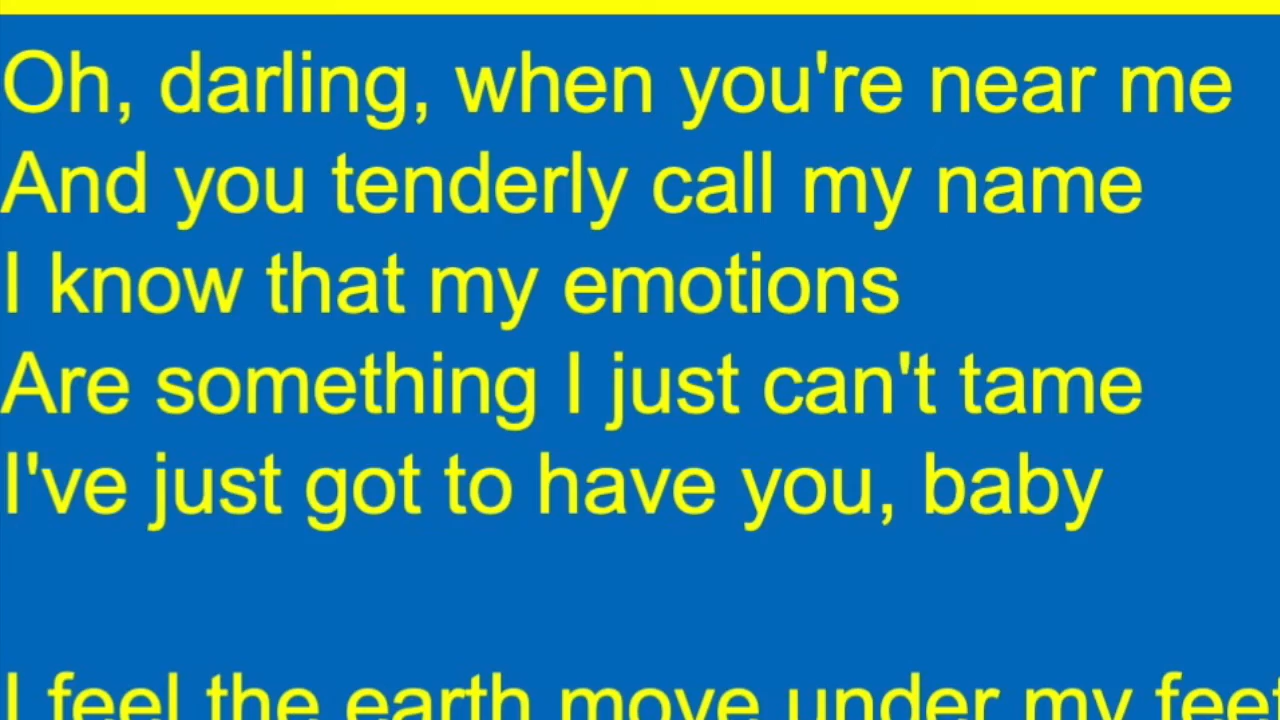 Oh, darling, when you're near me
And you tenderly call my name
I know that my emotions
Are something I just can't tame
I've just got to have you, baby
I feel the earth move under my feet